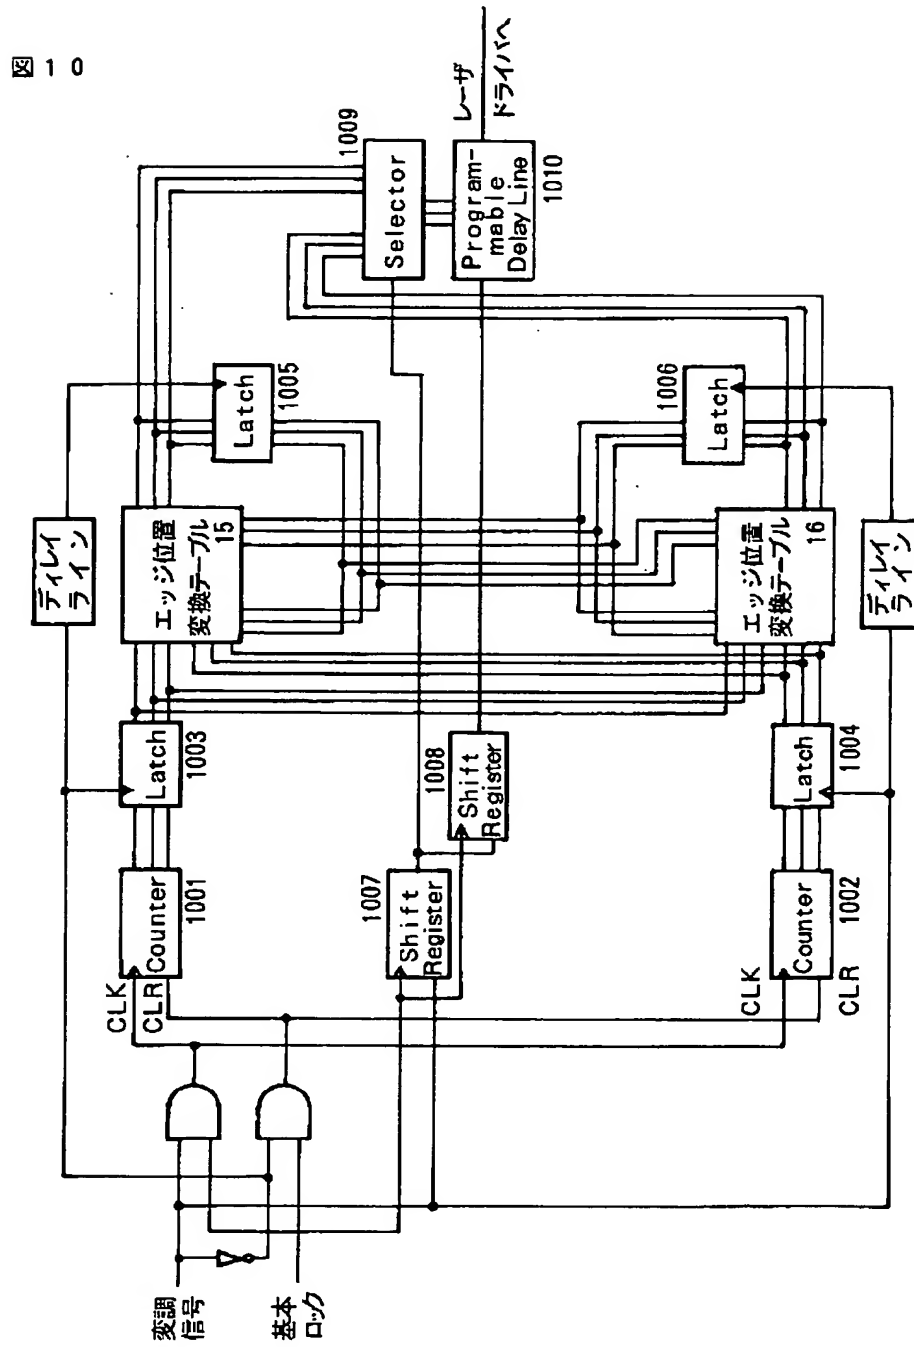 図１０
変調
信号
基本
ロック
CLK
CLR
Counter
1001
Latch
1003
ディレイ
ライン
エッジ位置
変換テーブル
15
Latch
1005
Shift
Register
1007
Shift
Register
1008
Selector
1009
Program-
mable
Delay Line
1010
レーザ
ドライバへ
CLK
CLR
Counter
1002
Latch
1004
エッジ位置
変換テーブル
16
Latch
1006
ディレイ
ライン